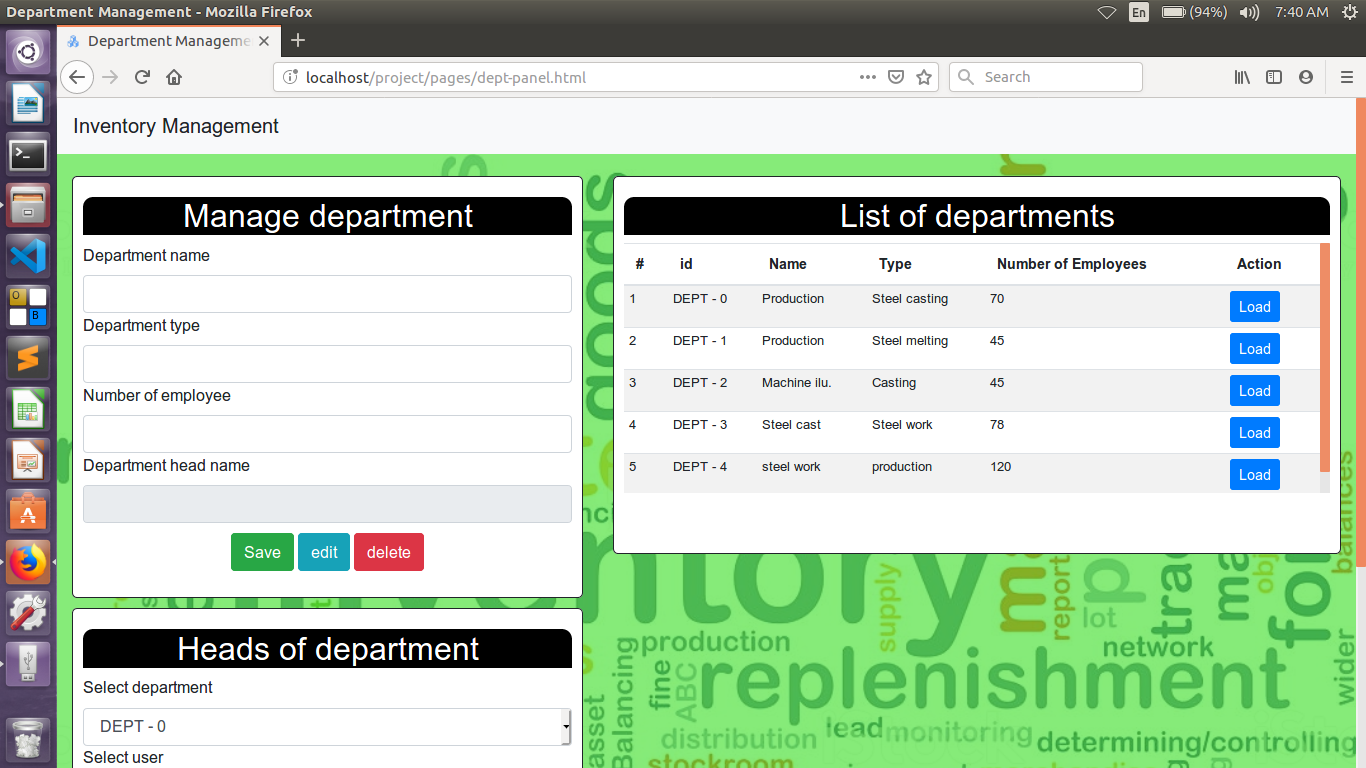 Department Management - Mozilla Firefox
En (94%) 7:40 AM
Department Manageme
localhost/project/pages/dept-panel.html
Search
Inventory Management
Manage department
Department name
Department type
Number of employee
Department head name
Save edit delete
Heads of department
Select department
DEPT - 0
Select user
List of departments
# id Name Type Number of Employees Action
1 DEPT - 0 Production Steel casting 70 Load
2 DEPT - 1 Production Steel melting 45 Load
3 DEPT - 2 Machine ilu. Casting 45 Load
4 DEPT - 3 Steel cast Steel work 78 Load
5 DEPT - 4 steel work production 120 Load
goods
supply
report
lot
balances
production
network
fine
ABC
replenishment
wider
asset
Balancing
lead
monitoring
distribution
determining/controlling
stockroom